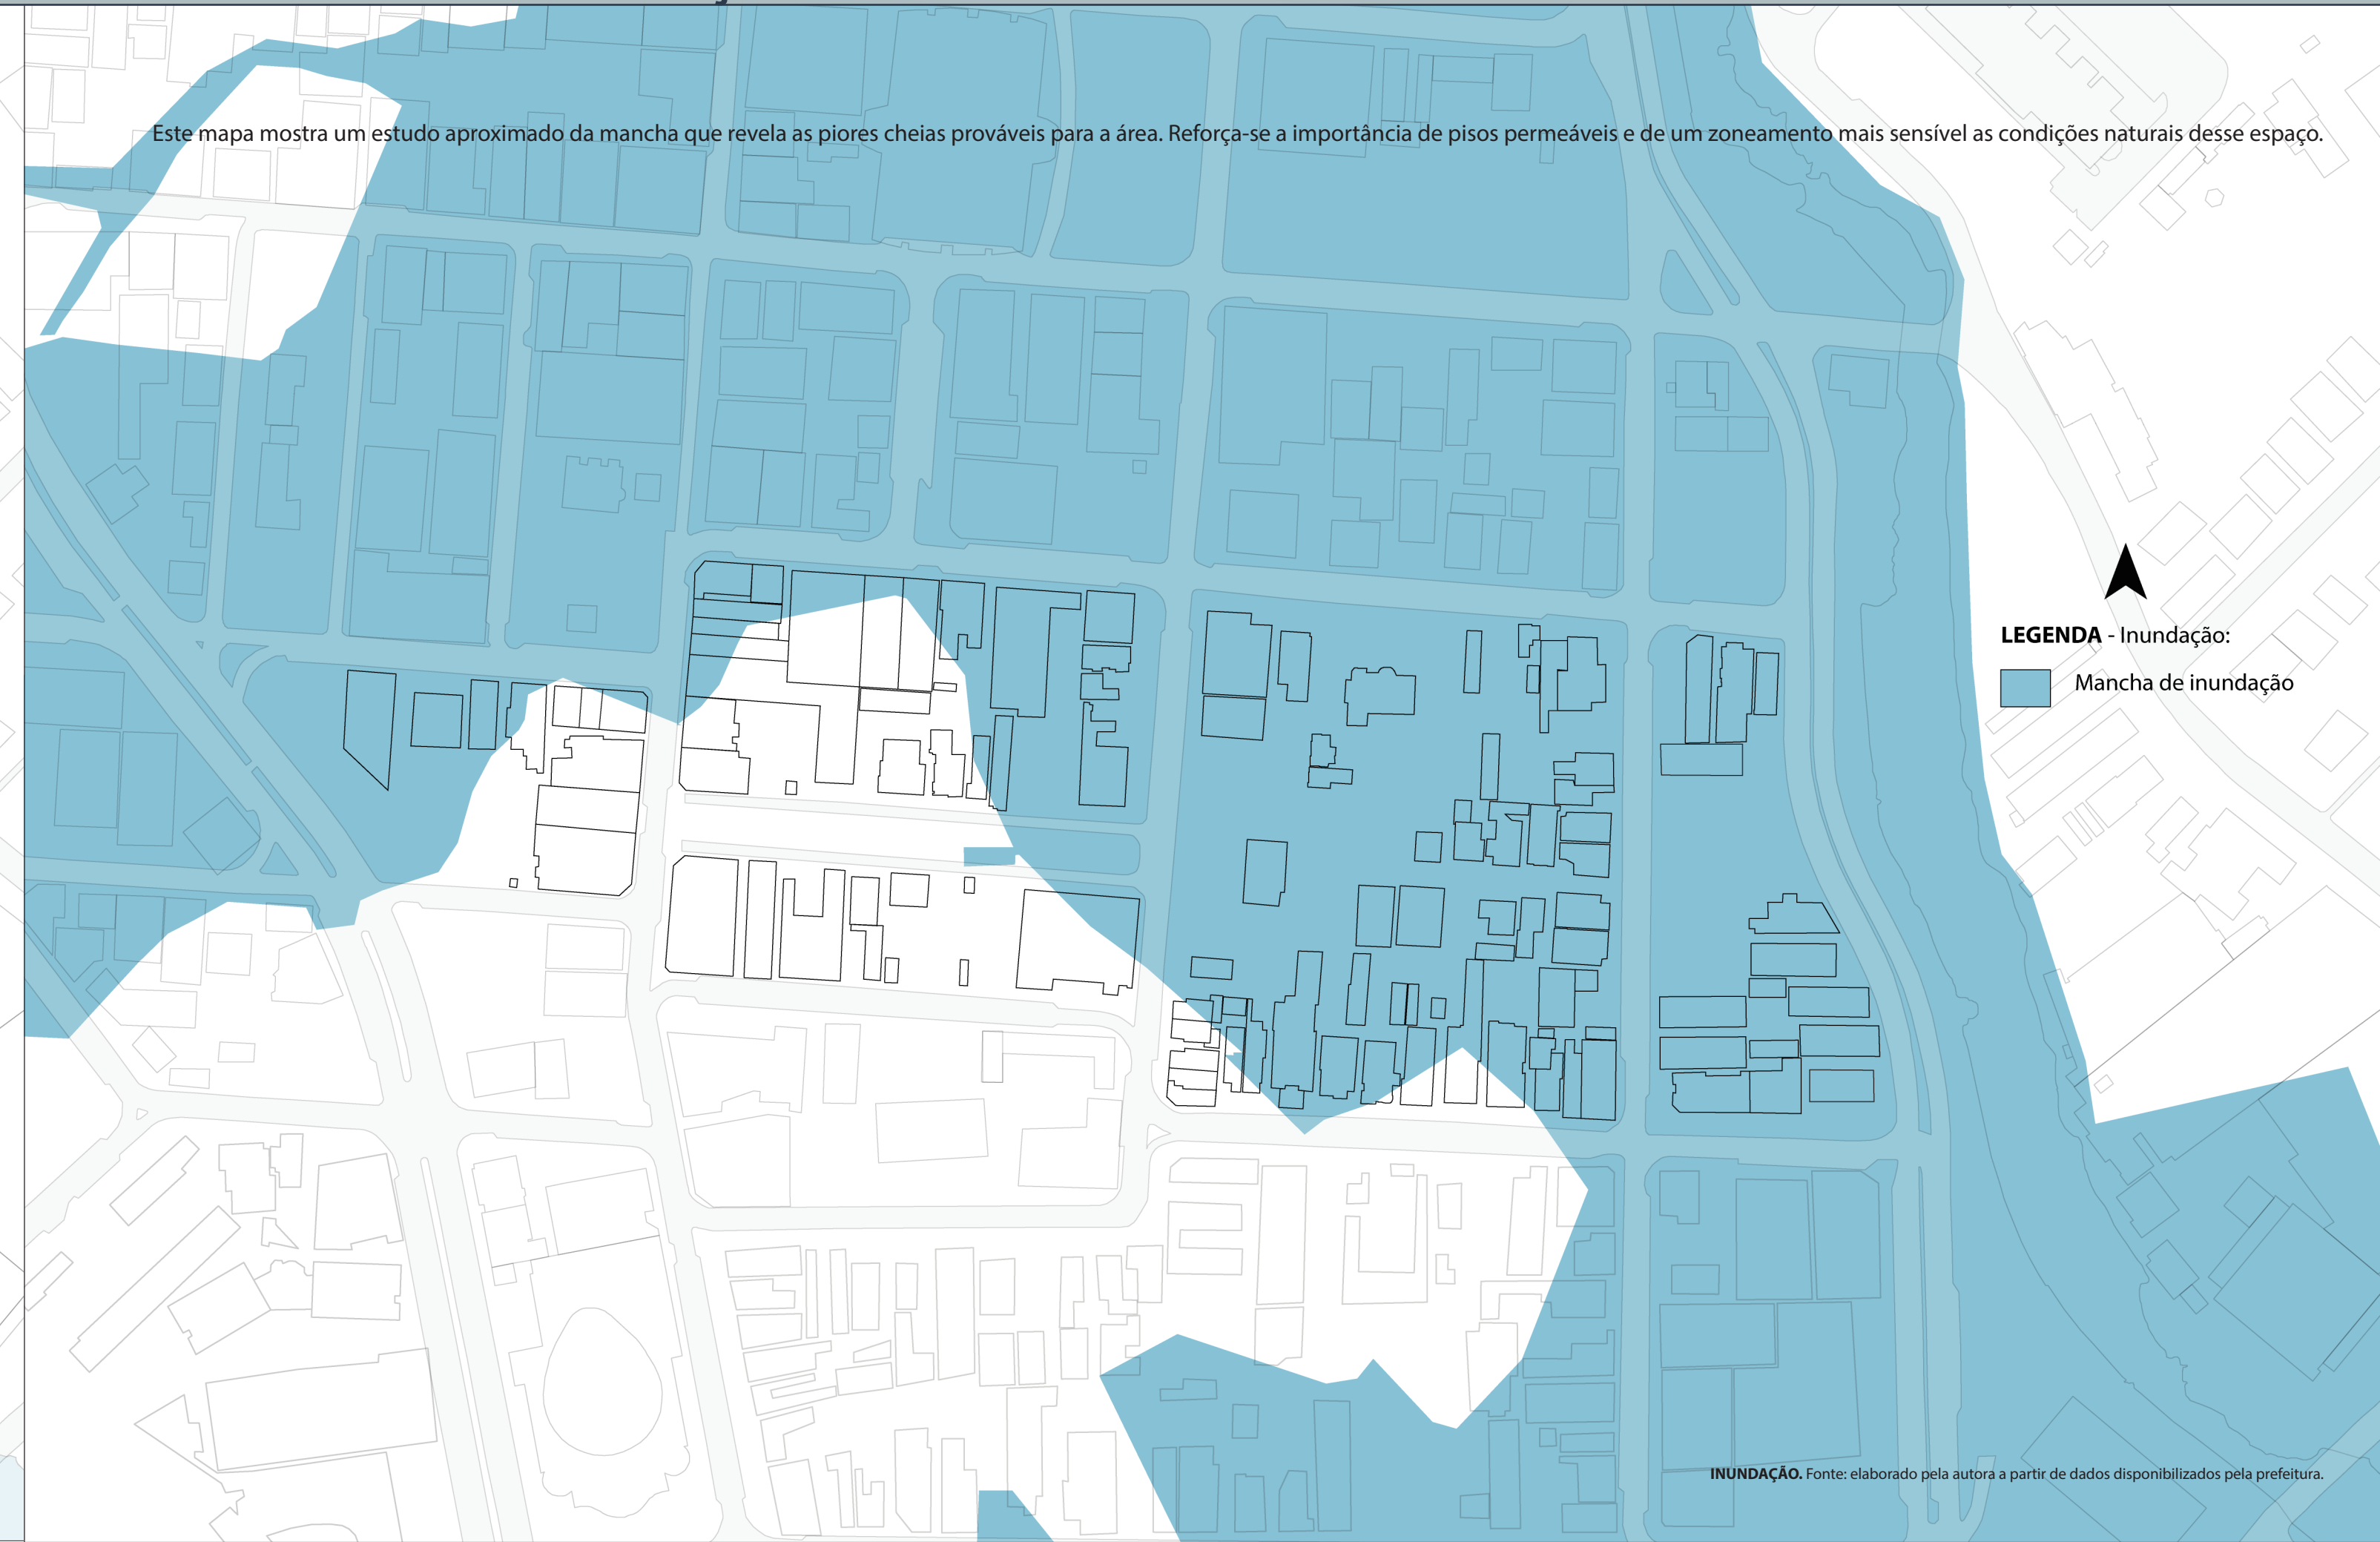 Este mapa mostra um estudo aproximado da mancha que revela as piores cheias prováveis para a área. Reforça-se a importância de pisos permeáveis e de um zoneamento mais sensível as condições naturais desse espaço.
LEGENDA - Inundação:
Mancha de inundação
INUNDAÇÃO. Fonte: elaborado pela autora a partir de dados disponibilizados pela prefeitura.